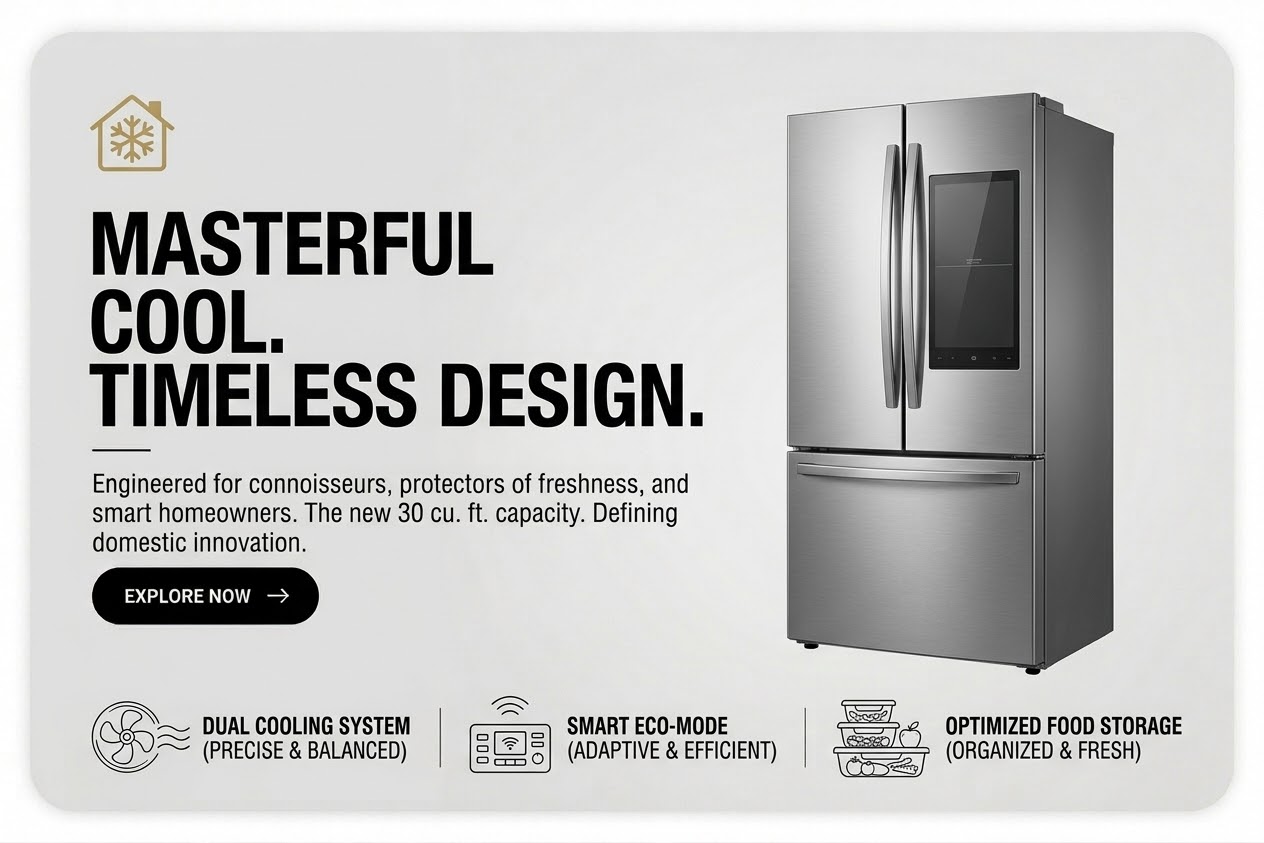 MASTERFUL
COOL.
TIMELESS DESIGN.
Engineered for connoisseurs, protectors of freshness, and
smart homeowners. The new 30 cu. ft. capacity. Defining
domestic innovation.
EXPLORE NOW
DUAL COOLING SYSTEM
(PRECISE & BALANCED)
SMART ECO-MODE
(ADAPTIVE & EFFICIENT)
OPTIMIZED FOOD STORAGE
(ORGANIZED & FRESH)